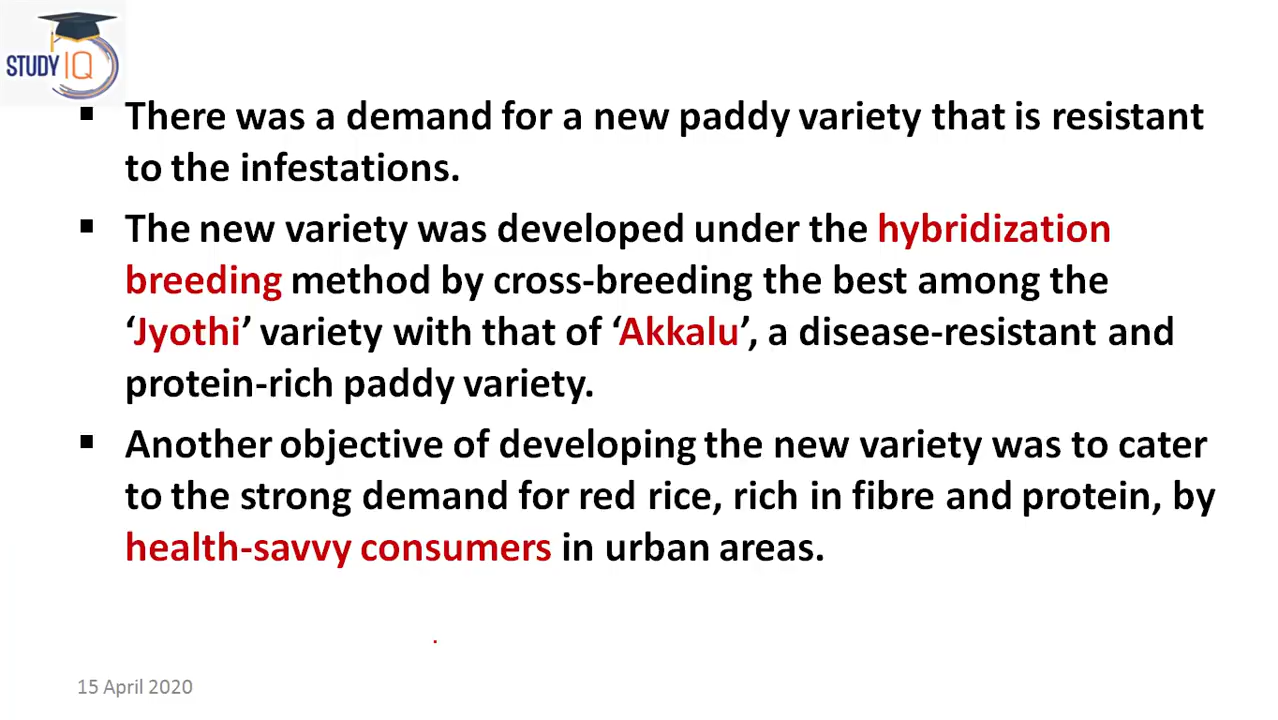 STUDY IQ
▪ There was a demand for a new paddy variety that is resistant
to the infestations.
▪ The new variety was developed under the hybridization
breeding method by cross-breeding the best among the
‘Jyothi’ variety with that of ‘Akkalu’, a disease-resistant and
protein-rich paddy variety.
▪ Another objective of developing the new variety was to cater
to the strong demand for red rice, rich in fibre and protein, by
health-savvy consumers in urban areas.
15 April 2020